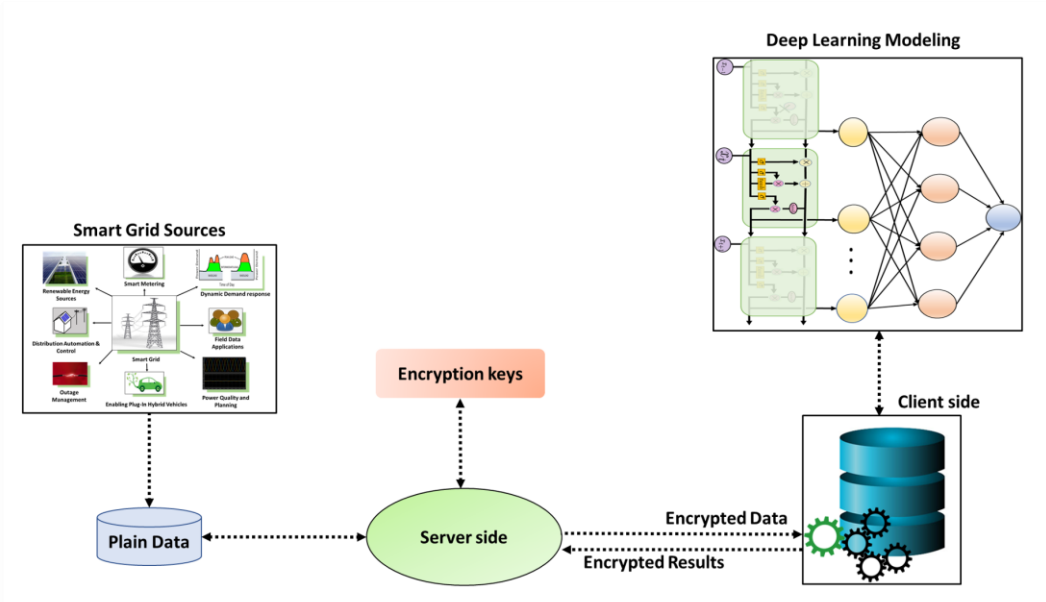 Deep Learning Modeling
Smart Grid Sources
Smart Metering
Renewable Energy
Sources
Dynamic Demand response
Distribution Automation &
Control
Field Data
Applications
Smart Grid
Outage
Management
Enabling Plug-In Hybrid Vehicles
Power Quality and
Planning
Encryption keys
Client side
Plain Data
Server side
Encrypted Data
Encrypted Results